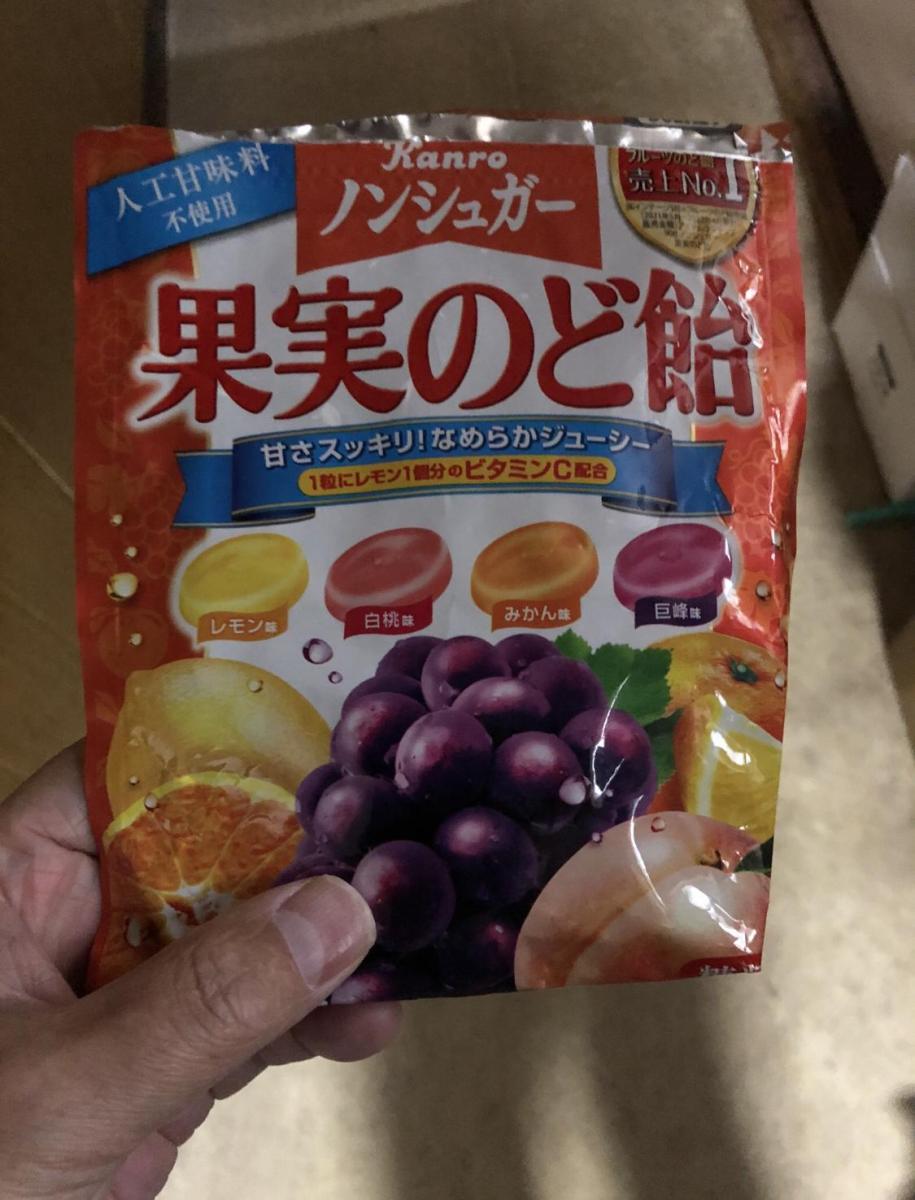 人工甘味料
不使用
Kanro
ノンシュガー
フルーツのど飴
売上No.1
果実のど飴
甘さスッキリ!なめらかジューシー
1粒にレモン1個分のビタミンC配合
レモン味
白桃味
みかん味
巨峰味